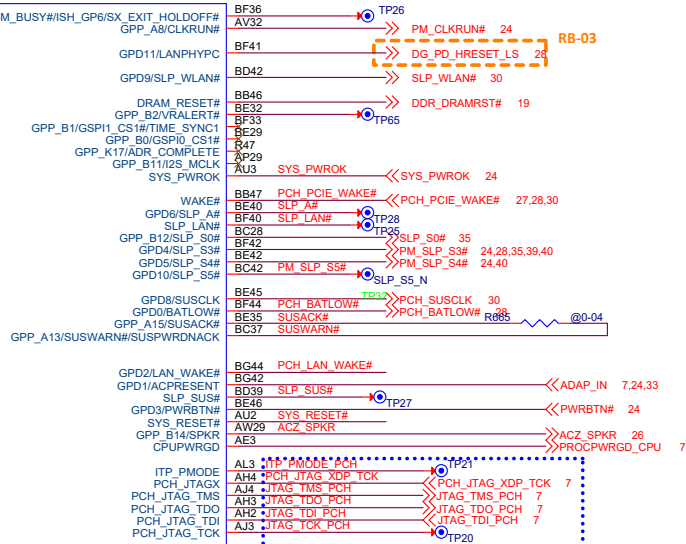 M_BUSY#/ISH_GP6/SX_EXIT_HOLDOFF# BF36 TP26
GPP_A8/CLKRUN# AV32 PM_CLKRUN# 24
RB-03
GPD11/LANPHYPC BF41 DG_PD_HRESET_LS 28
GPD9/SLP_WLAN# BD42 SLP_WLAN# 30
DRAM_RESET# BB46 DDR_DRAMRST# 19
GPP_B2/VRALERT# BE32 TP65
GPP_B1/GSPI1_CS1#/TIME_SYNC1 BF33
GPP_B0/GSPI0_CS1# BE29
GPP_K17/ADR_COMPLETE R47
GPP_B11/I2S_MCLK AP29
SYS_PWROK AU3 SYS_PWROK SYS_PWROK 24
WAKE# BB47 PCH_PCIE_WAKE# PCH_PCIE_WAKE# 27,28,30
GPD6/SLP_A# BE40 SLP_A# TP28
SLP_LAN# BF40 SLP_LAN# TP25
GPP_B12/SLP_S0# BC28 SLP_S0# 35
GPD4/SLP_S3# BF42 PM_SLP_S3# 24,28,35,39,40
GPD5/SLP_S4# BE42 PM_SLP_S4# 24,40
GPD10/SLP_S5# BC42 PM_SLP_S5# SLP_S5_N
TP32
GPD8/SUSCLK BE45 PCH_SUSCLK 30
GPD0/BATLOW# BF44 PCH_BATLOW# PCH_BATLOW# 28
GPP_A15/SUSACK# BE35 SUSACK# R665 @0-04
GPP_A13/SUSWARN#/SUSPWRDNACK BC37 SUSWARN#
GPD2/LAN_WAKE# BG44 PCH_LAN_WAKE#
GPD1/ACPRESENT BG42 ADAP_IN 7,24,33
SLP_SUS# BD39 SLP_SUS# TP27
GPD3/PWRBTN# BE46 PWRBTN# 24
SYS_RESET# AU2 SYS_RESET#
GPP_B14/SPKR AW29 ACZ_SPKR ACZ_SPKR 26
CPUPWRGD AE3 PROCPWRGD_CPU 7
ITP_PMODE AL3 ITP_PMODE_PCH TP21
PCH_JTAGX AH4 PCH_JTAG_XDP_TCK PCH_JTAG_XDP_TCK 7
PCH_JTAG_TMS AJ4 JTAG_TMS_PCH JTAG_TMS_PCH 7
PCH_JTAG_TDO AH3 JTAG_TDO_PCH JTAG_TDO_PCH 7
PCH_JTAG_TDI AH2 JTAG_TDI_PCH JTAG_TDI_PCH 7
PCH_JTAG_TCK AJ3 JTAG_TCK_PCH TP20